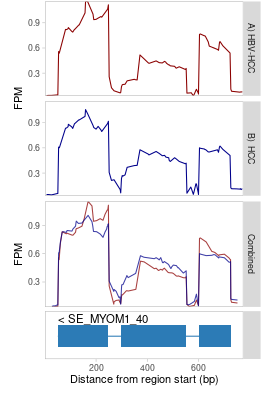 0.9
0.6
0.3
A) HBV-HCC
FPM
0.9
0.6
0.3
B) HCC
0.9
0.6
0.3
FPM
Combined
< SE_MYOM1_40
200
400
600
Distance from region start (bp)